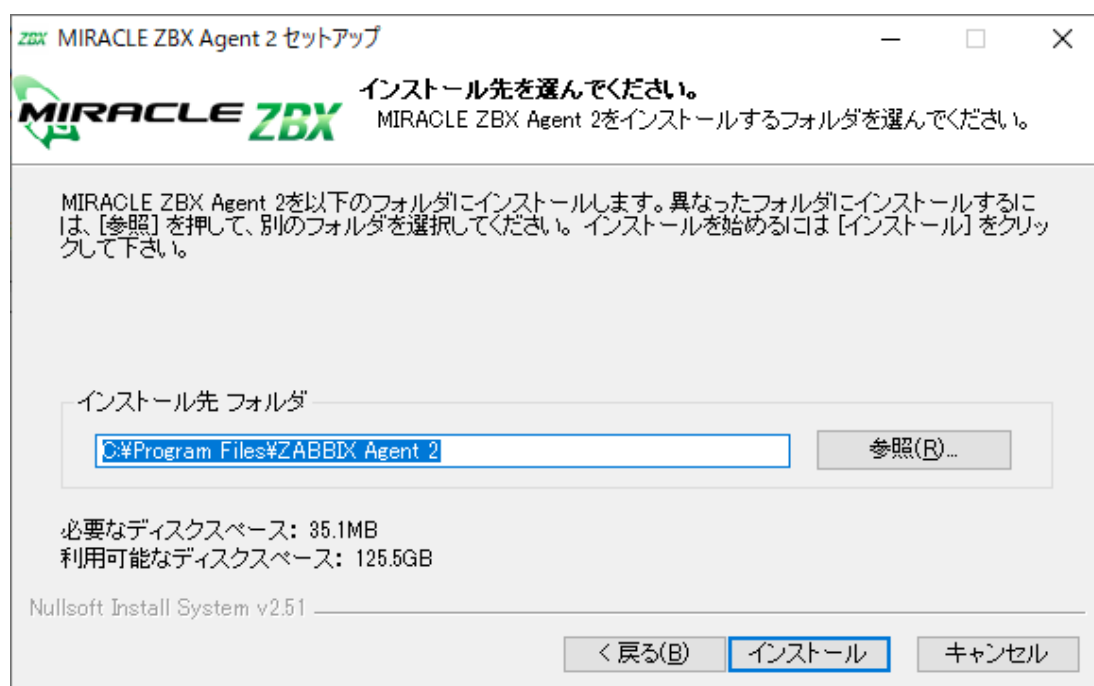 ZBX MIRACLE ZBX Agent 2 セットアップ
MIRACLE ZBX
インストール先を選んでください。
MIRACLE ZBX Agent 2をインストールするフォルダを選んでください。
MIRACLE ZBX Agent 2を以下のフォルダにインストールします。異なったフォルダにインストールするに
は、[参照] を押して、別のフォルダを選択してください。 インストールを始めるには [インストール] をクリッ
クして下さい。
インストール先 フォルダ
C:¥Program Files¥ZABBIX Agent 2
参照(R)...
必要なディスクスペース: 35.1MB
利用可能なディスクスペース: 125.5GB
Nullsoft Install System v2.51
< 戻る(B)
インストール
キャンセル